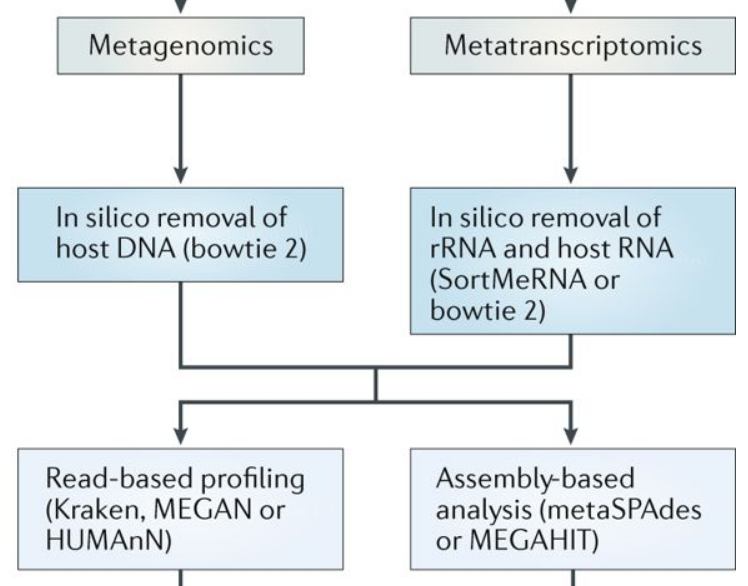 Metagenomics
Metatranscriptomics
In silico removal of
host DNA (bowtie 2)
In silico removal of
rRNA and host RNA
(SortMeRNA or
bowtie 2)
Read-based profiling
(Kraken, MEGAN or
HUMAnN)
Assembly-based
analysis (metaSPAdes
or MEGAHIT)